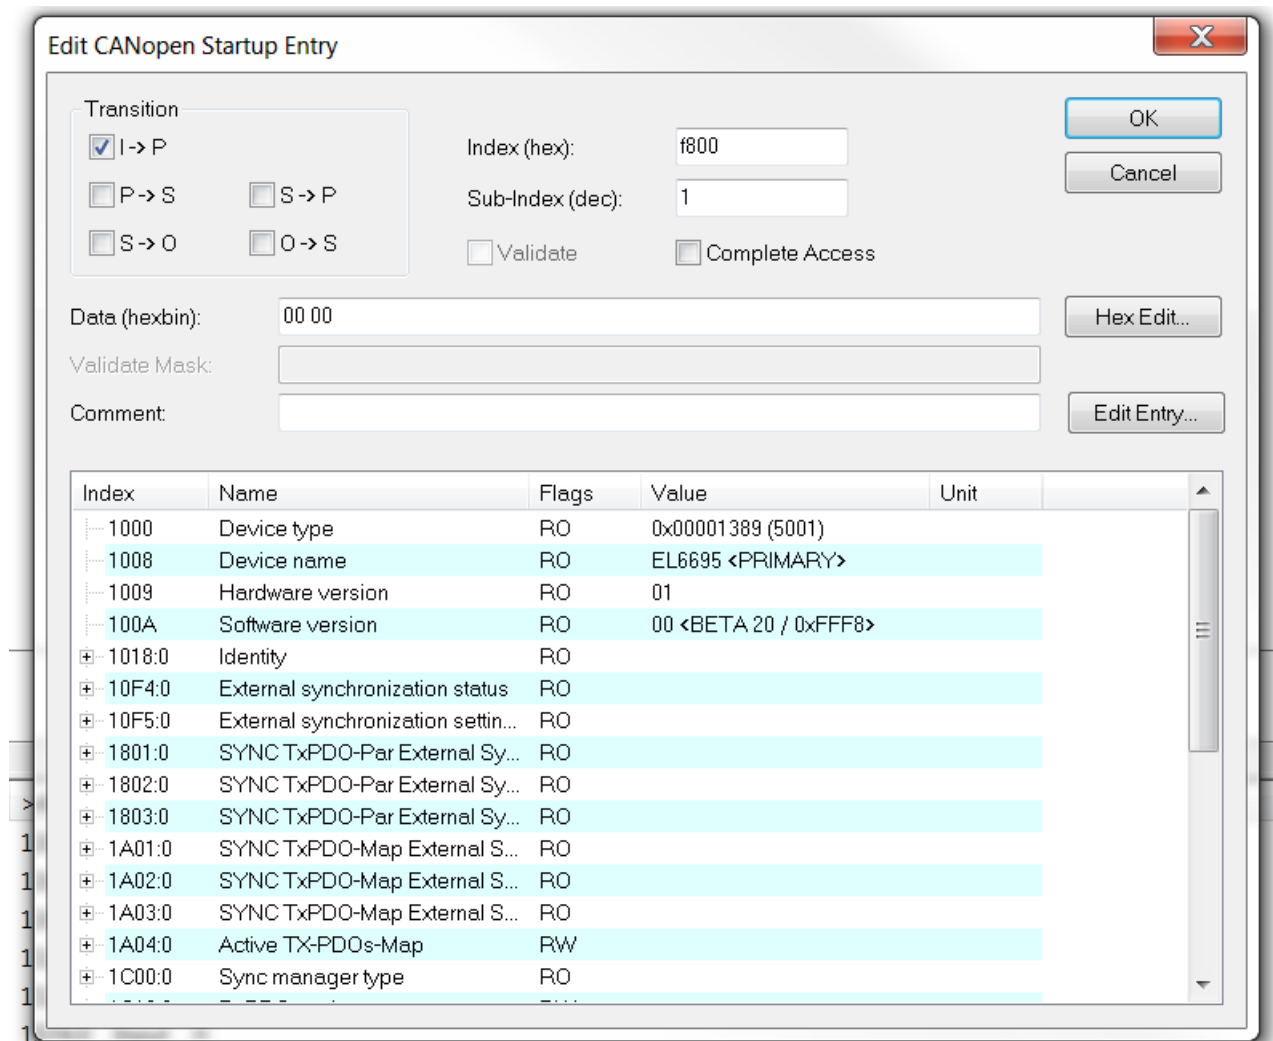 Edit CANopen Startup Entry
Transition
I -> P
P -> S
S -> P
S -> O
O -> S
Index (hex):
f800
Sub-Index (dec):
1
Validate
Complete Access
OK
Cancel
Data (hexbin):
00 00
Hex Edit...
Validate Mask:
Comment:
Edit Entry...
Index Name Flags Value Unit
1000 Device type RO 0x00001389 (5001)
1008 Device name RO EL6695 <PRIMARY>
1009 Hardware version RO 01
100A Software version RO 00 <BETA 20 / 0xFFF8>
1018:0 Identity RO
10F4:0 External synchronization status RO
10F5:0 External synchronization settin... RO
1801:0 SYNC TxPDO-Par External Sy... RO
1802:0 SYNC TxPDO-Par External Sy... RO
1803:0 SYNC TxPDO-Par External Sy... RO
1A01:0 SYNC TxPDO-Map External S... RO
1A02:0 SYNC TxPDO-Map External S... RO
1A03:0 SYNC TxPDO-Map External S... RO
1A04:0 Active TX-PDOs-Map RW
1C00:0 Sync manager type RO